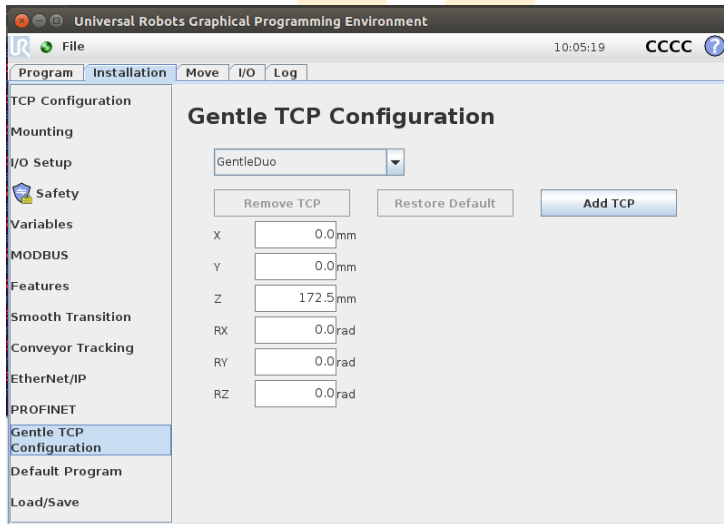 Universal Robots Graphical Programming Environment
File
10:05:19
CCCC
?
Program
Installation
Move
I/O
Log
TCP Configuration
Mounting
I/O Setup
Safety
Variables
MODBUS
Features
Smooth Transition
Conveyor Tracking
EtherNet/IP
PROFINET
Gentle TCP
Configuration
Default Program
Load/Save
Gentle TCP Configuration
GentleDuo
Remove TCP
Restore Default
Add TCP
X 0.0 mm
Y 0.0 mm
Z 172.5 mm
RX 0.0 rad
RY 0.0 rad
RZ 0.0 rad